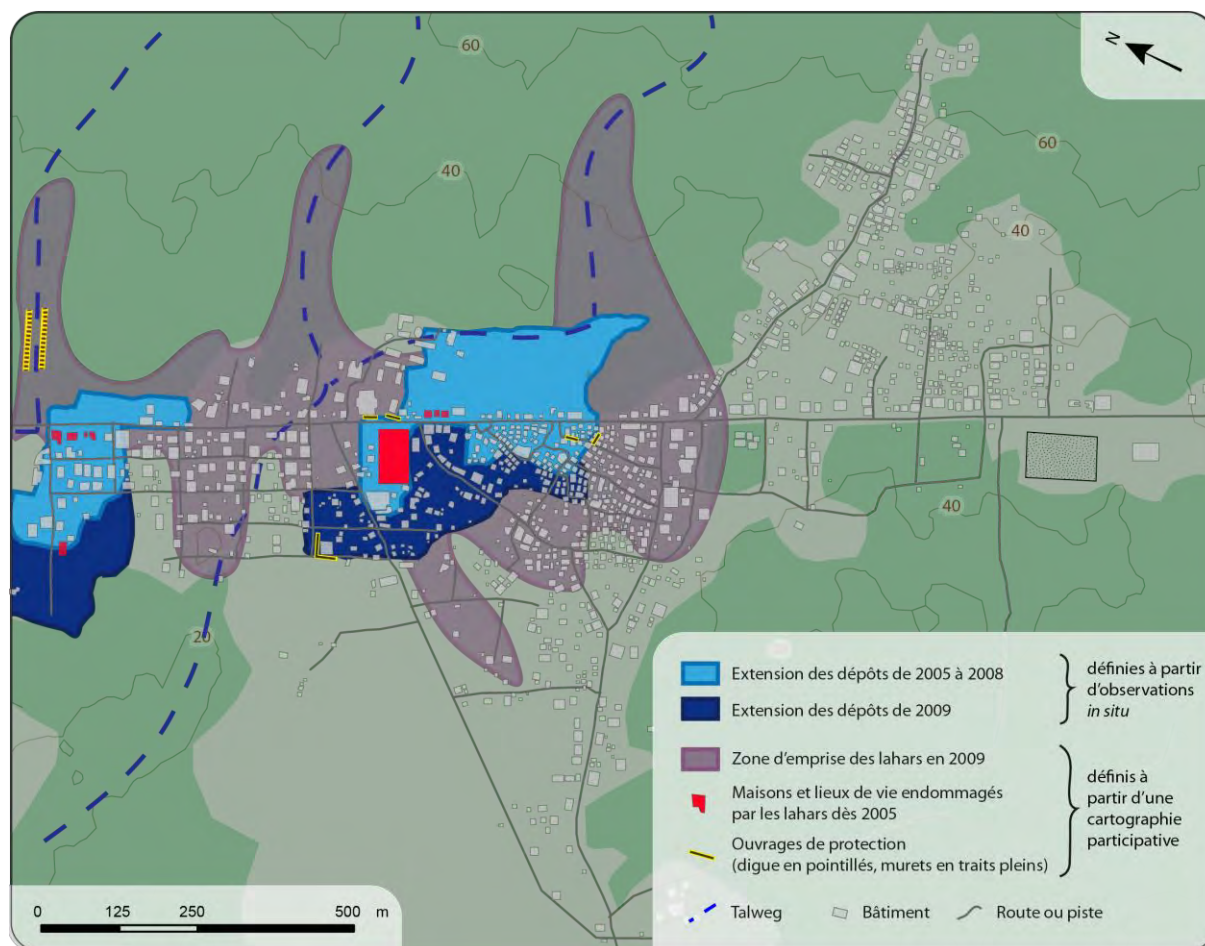 60
N
60
40
40
40
20
Extension des dépôts de 2005 à 2008
Extension des dépôts de 2009
définies à partir
d'observations
in situ
Zone d'emprise des lahars en 2009
Maisons et lieux de vie endommagés
par les lahars dès 2005
Ouvrages de protection
(digue en pointillés, murets en traits pleins)
définis à
partir d'une
cartographie
participative
Talweg
Bâtiment
Route ou piste
0 125 250 500 m